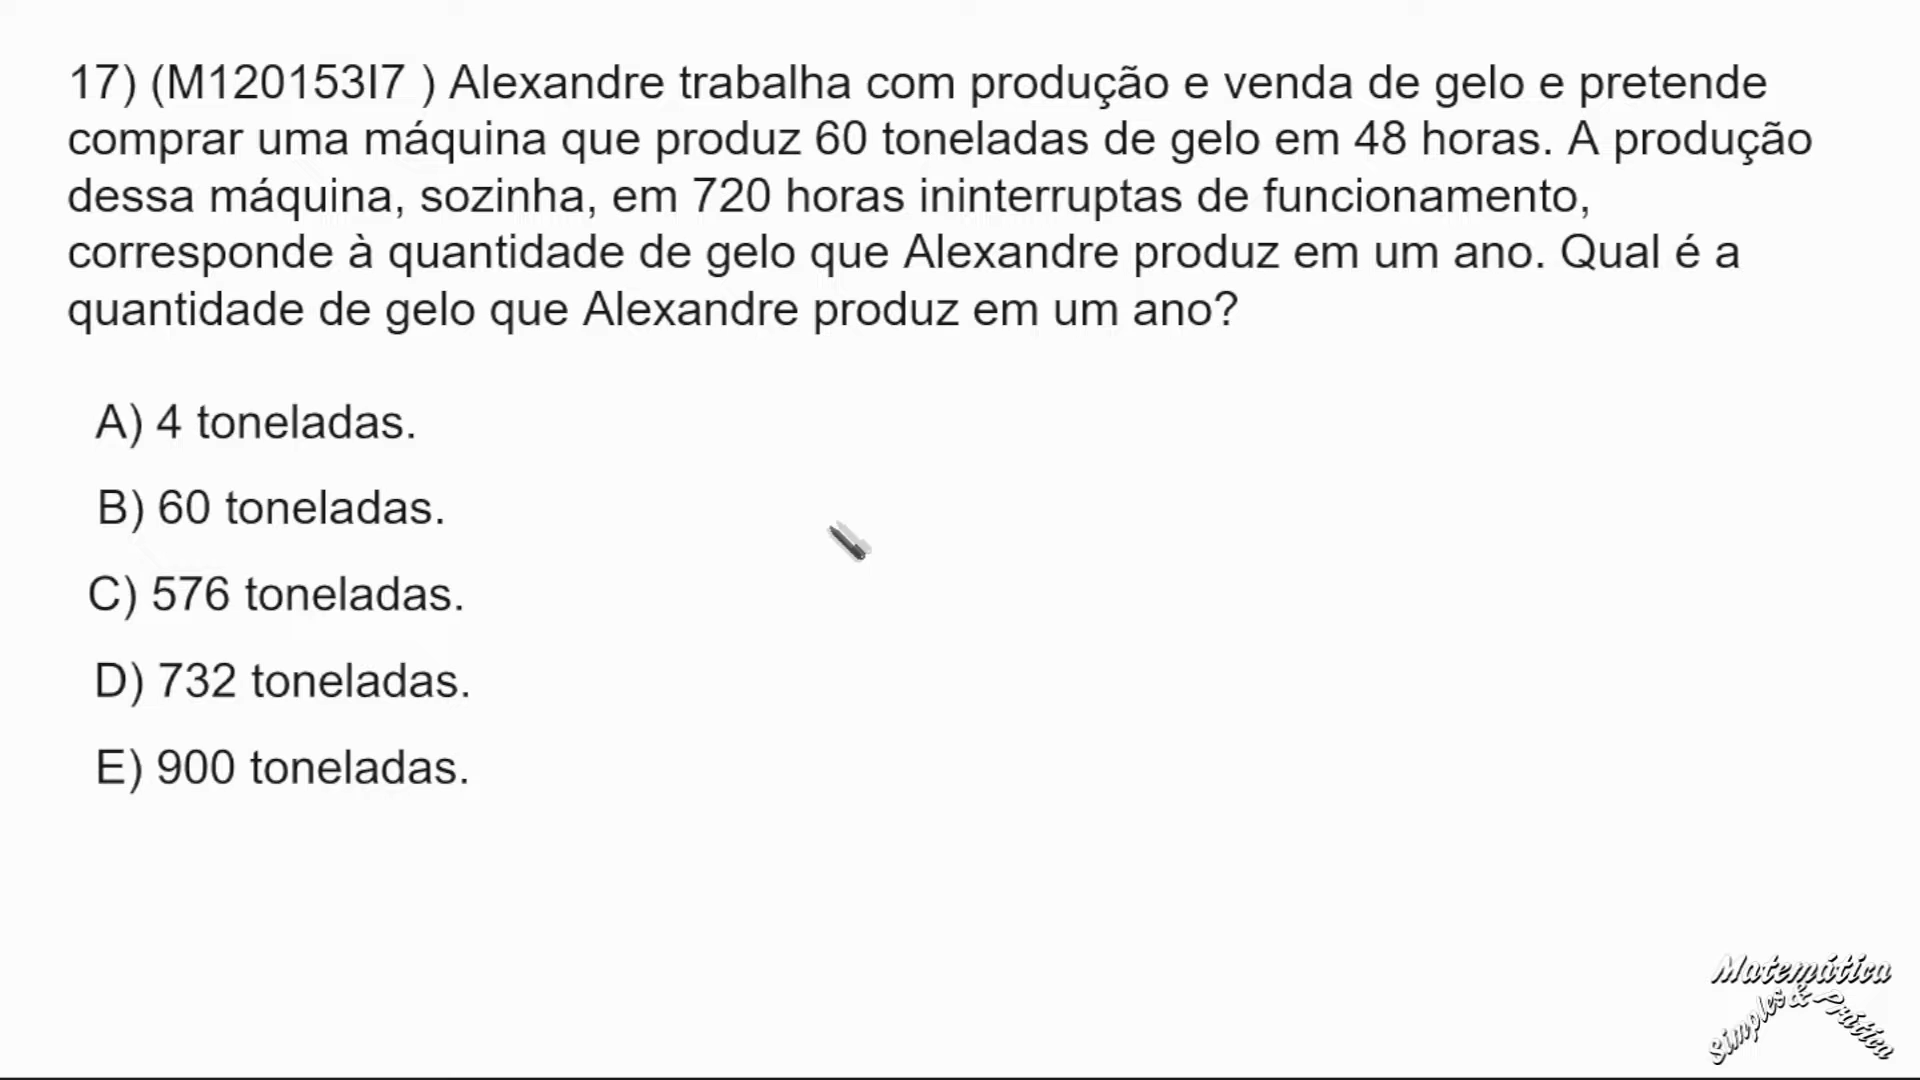 17) (M120153I7 ) Alexandre trabalha com produção e venda de gelo e pretende
comprar uma máquina que produz 60 toneladas de gelo em 48 horas. A produção
dessa máquina, sozinha, em 720 horas ininterruptas de funcionamento,
corresponde à quantidade de gelo que Alexandre produz em um ano. Qual é a
quantidade de gelo que Alexandre produz em um ano?
A) 4 toneladas.
B) 60 toneladas.
C) 576 toneladas.
D) 732 toneladas.
E) 900 toneladas.
Matemática
Simples & Prática